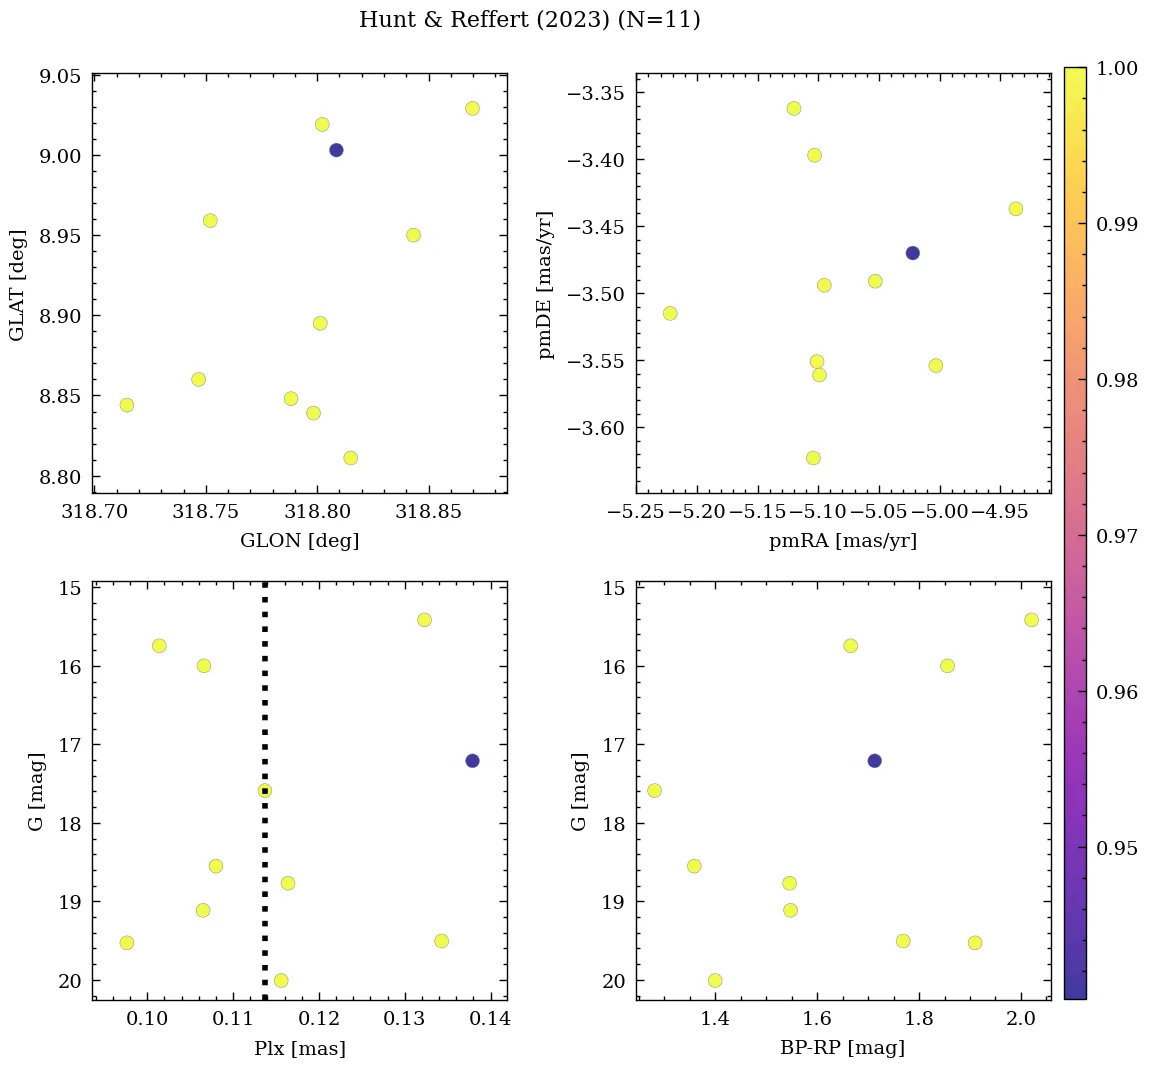 Hunt & Reffert (2023) (N=11)
9.05
9.00
8.95
8.90
8.85
8.80
GLAT [deg]
318.70 318.75 318.80 318.85
GLON [deg]
−3.35
−3.40
−3.45
−3.50
−3.55
−3.60
pmDE [mas/yr]
−5.25 −5.20 −5.15 −5.10 −5.05 −5.00 −4.95
pmRA [mas/yr]
1.00
0.99
0.98
0.97
0.96
0.95
15
16
17
18
19
20
G [mag]
0.10 0.11 0.12 0.13 0.14
Plx [mas]
15
16
17
18
19
20
G [mag]
1.4 1.6 1.8 2.0
BP-RP [mag]